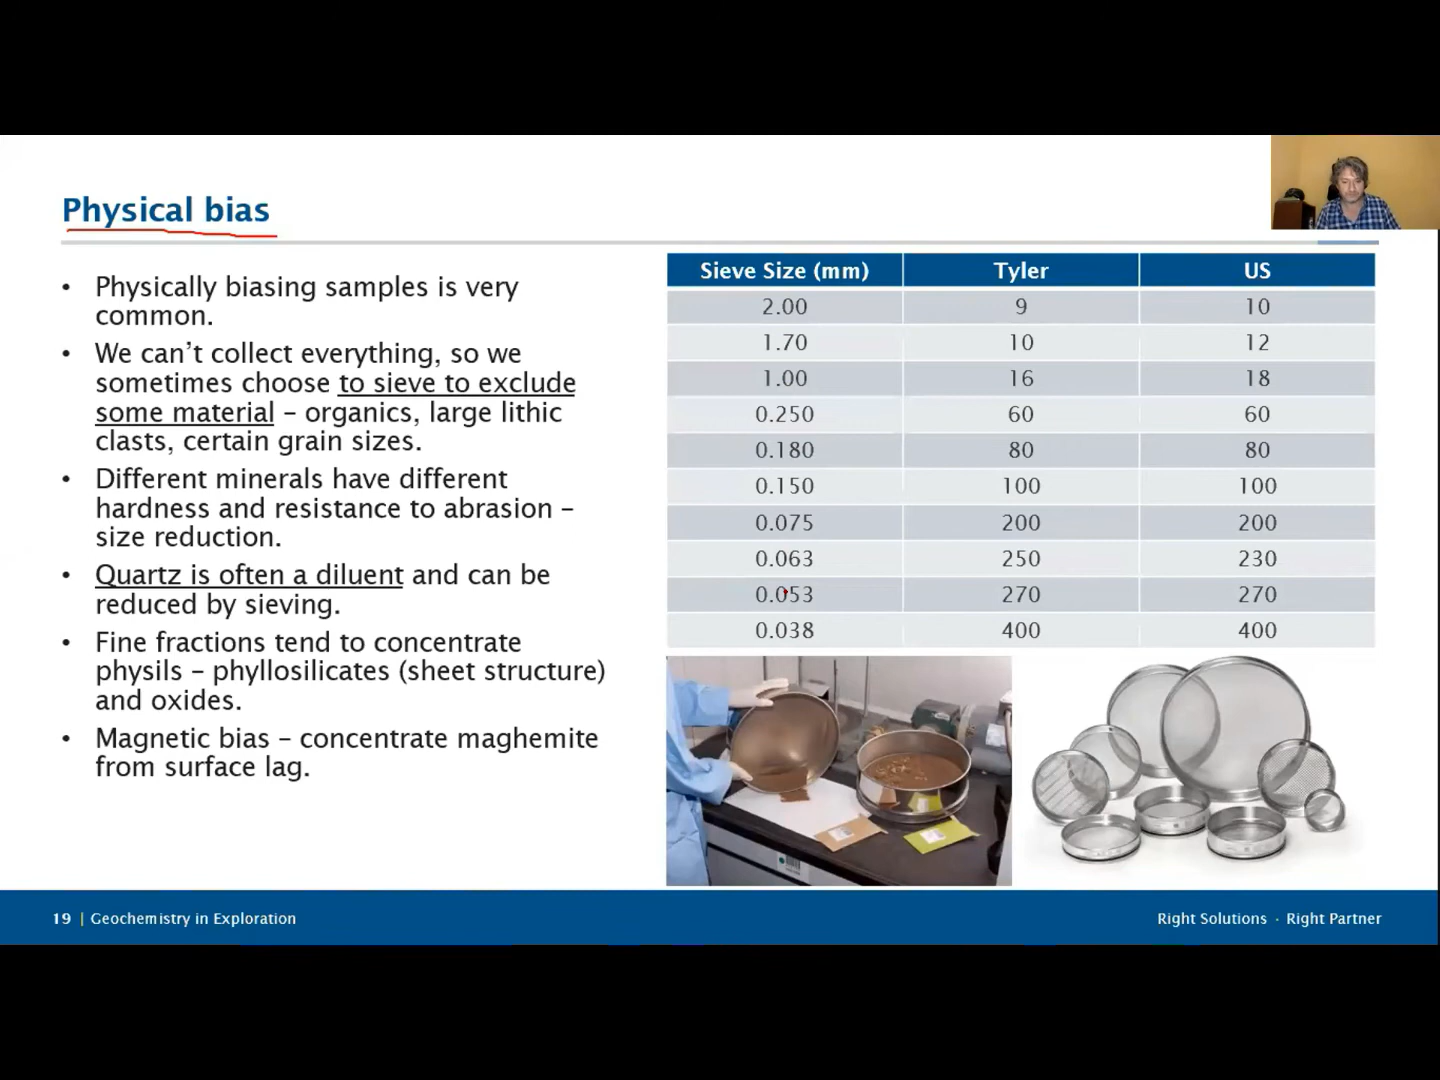 Physical bias
• Physically biasing samples is very
common.
• We can’t collect everything, so we
sometimes choose to sieve to exclude
some material – organics, large lithic
clasts, certain grain sizes.
• Different minerals have different
hardness and resistance to abrasion –
size reduction.
• Quartz is often a diluent and can be
reduced by sieving.
• Fine fractions tend to concentrate
physils – phyllosilicates (sheet structure)
and oxides.
• Magnetic bias – concentrate maghemite
from surface lag.
Sieve Size (mm) Tyler US
2.00 9 10
1.70 10 12
1.00 16 18
0.250 60 60
0.180 80 80
0.150 100 100
0.075 200 200
0.063 250 230
0.053 270 270
0.038 400 400
19 | Geochemistry in Exploration
Right Solutions · Right Partner